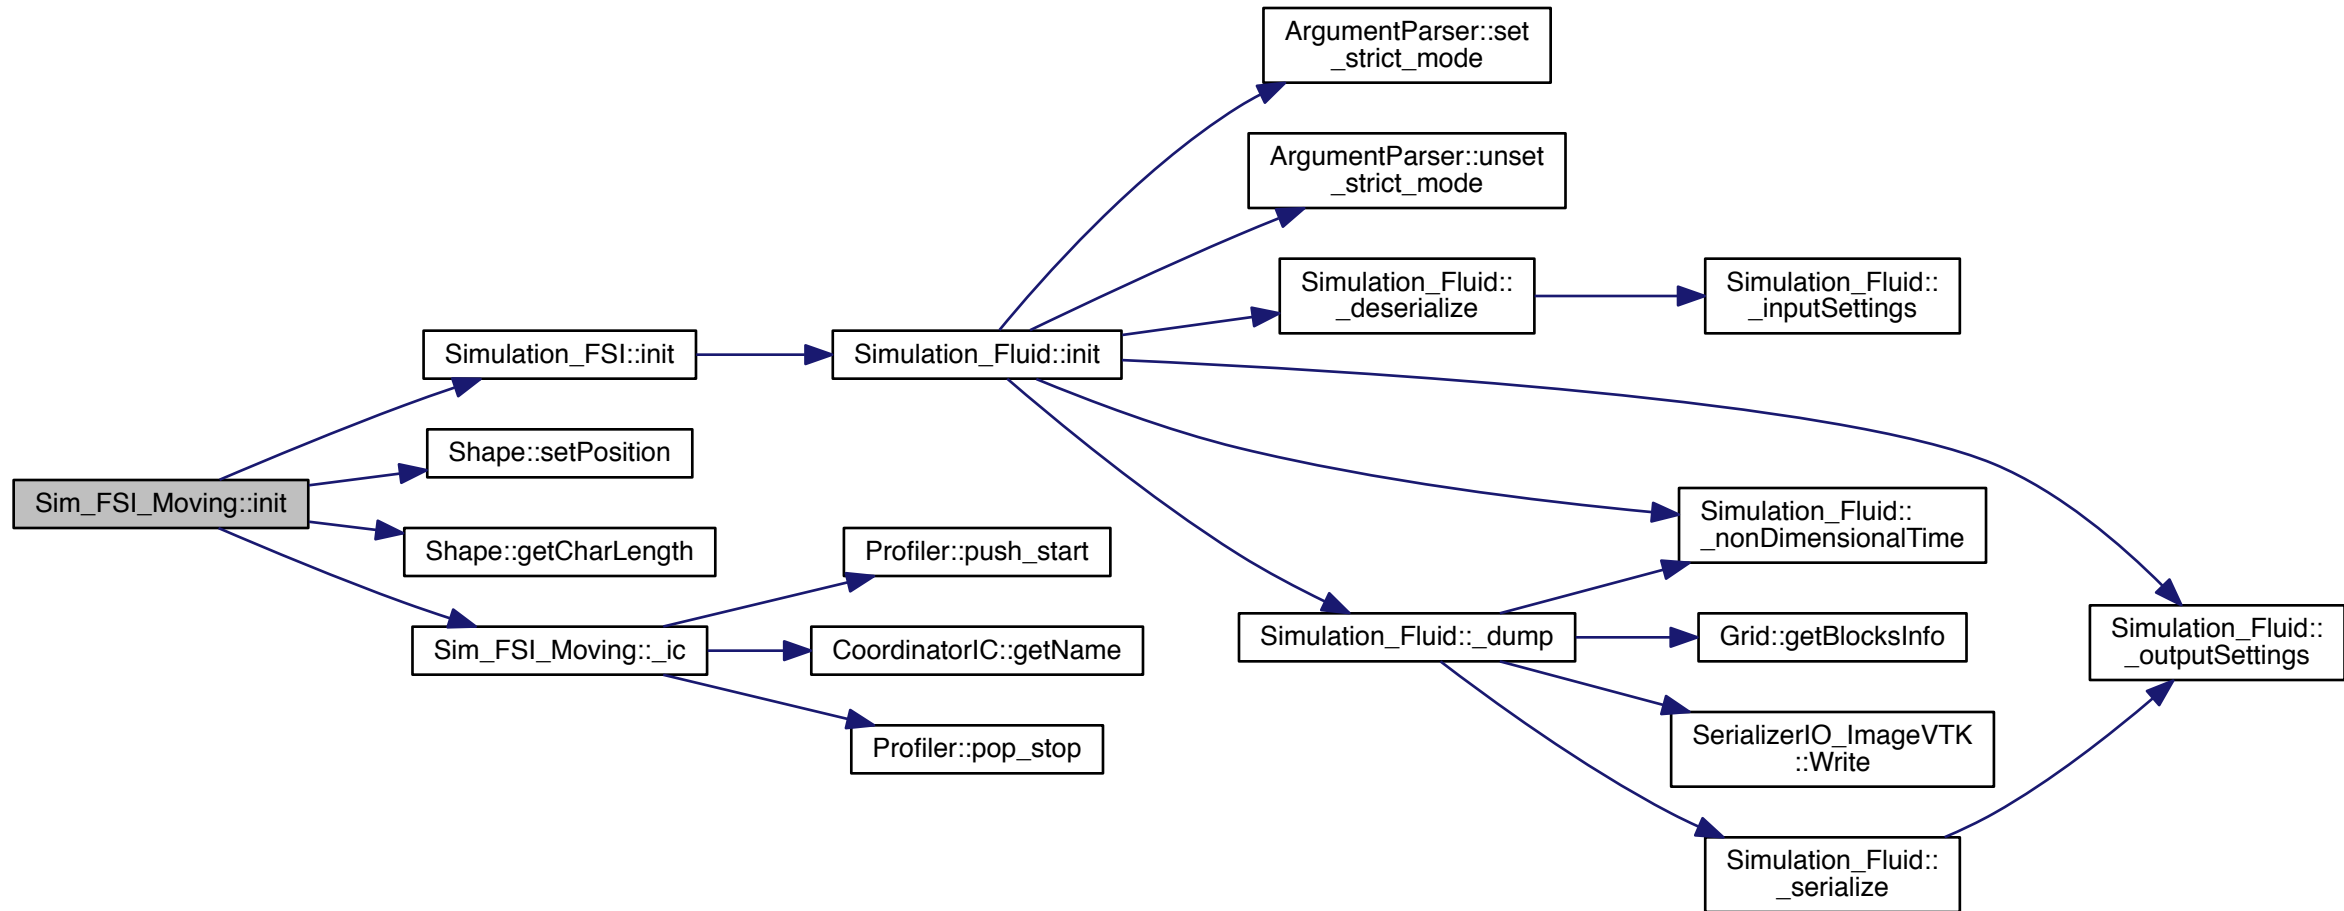 ArgumentParser::set
_strict_mode
ArgumentParser::unset
_strict_mode
Simulation_Fluid::
_deserialize
Simulation_Fluid::
_inputSettings
Simulation_FSI::init
Simulation_Fluid::init
Shape::setPosition
Sim_FSI_Moving::init
Shape::getCharLength
Profiler::push_start
Simulation_Fluid::
_nonDimensionalTime
Sim_FSI_Moving::_ic
CoordinatorIC::getName
Simulation_Fluid::_dump
Grid::getBlocksInfo
Simulation_Fluid::
_outputSettings
Profiler::pop_stop
SerializerIO_ImageVTK
::Write
Simulation_Fluid::
_serialize